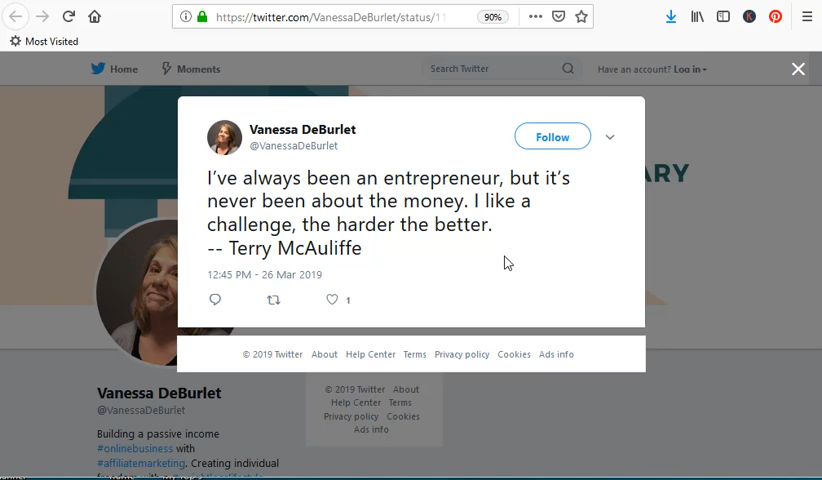 https://twitter.com/VanessaDeBurlet/status/1
90%
Most Visited
Home
Moments
Search Twitter
Have an account? Log in
Vanessa DeBurlet
@VanessaDeBurlet
Follow
I've always been an entrepreneur, but it's
never been about the money. I like a
challenge, the harder the better.
-- Terry McAuliffe
12:45 PM - 26 Mar 2019
1
© 2019 Twitter About Help Center Terms Privacy policy Cookies Ads info
Vanessa DeBurlet
@VanessaDeBurlet
Building a passive income
#onlinebusiness with
#affiliatemarketing. Creating individual
© 2019 Twitter About
Help Center Terms
Privacy policy Cookies
Ads info